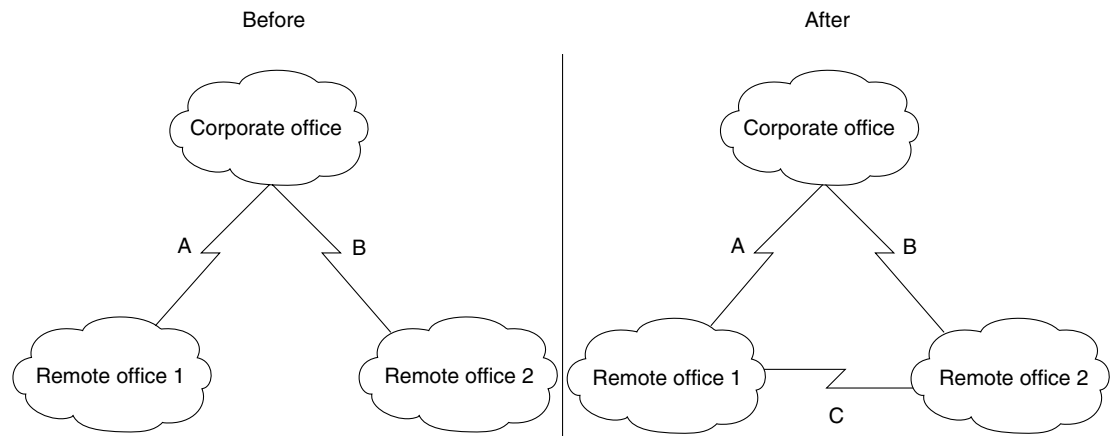 Before
Corporate office
A
B
Remote office 1
Remote office 2
After
Corporate office
A
B
Remote office 1
Remote office 2
C